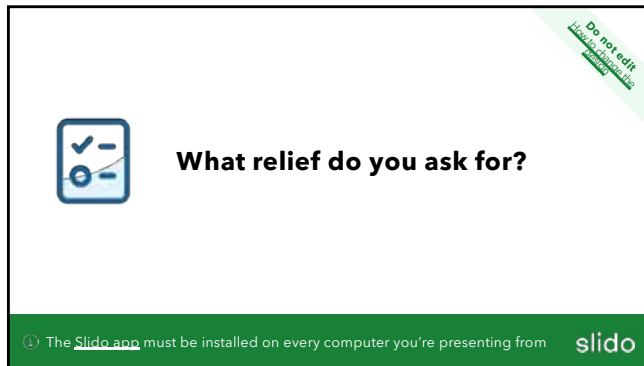 Do not edit
How to change the
design
What relief do you ask for?
The Slido app must be installed on every computer you're presenting from
slido